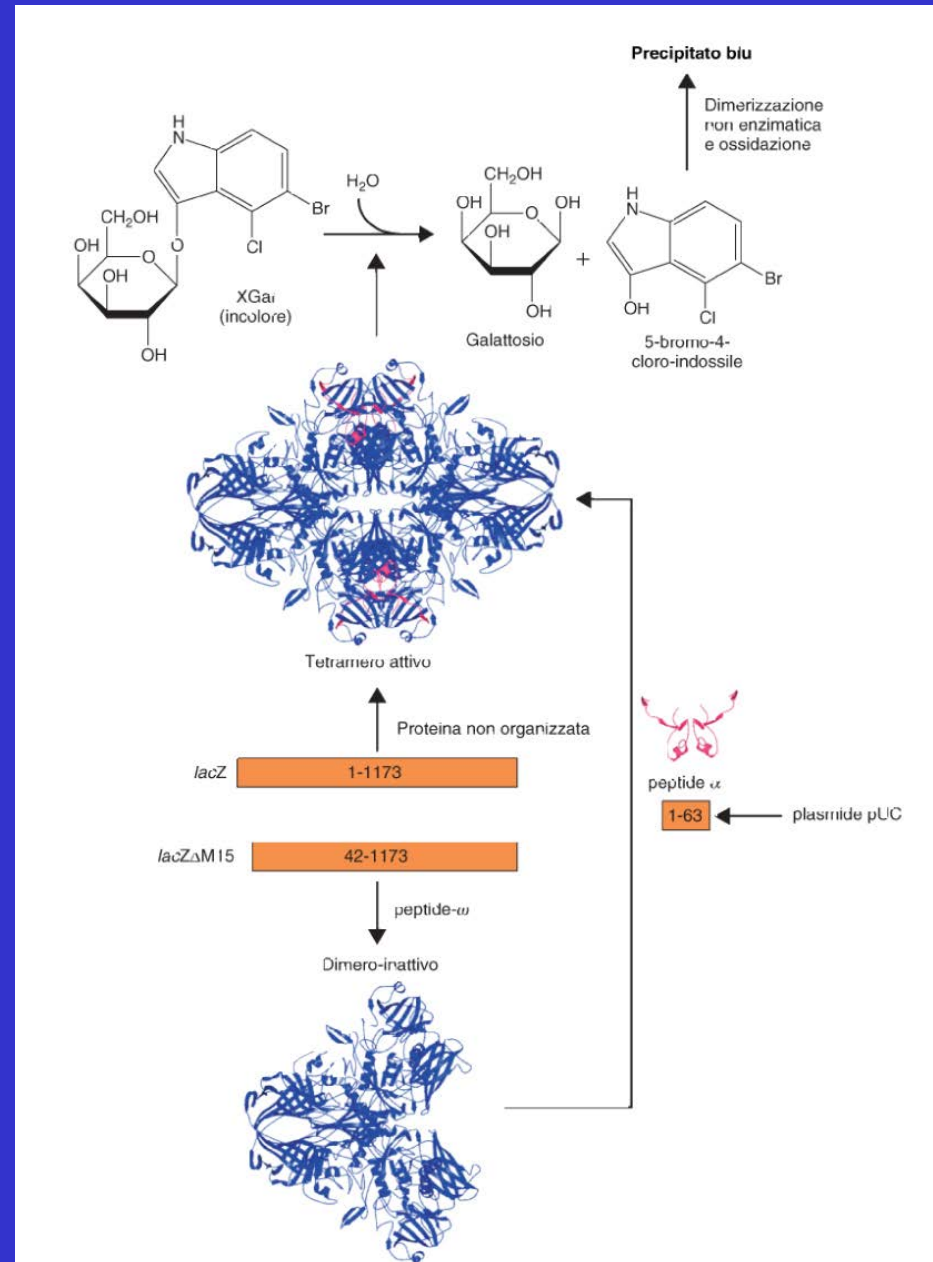 Precipitato blu
Dimerizzazione
non enzimatica
e ossidazione
H
N
H₂O
CH₂OH
OH
O
OH
OH
OH
+
H
N
Br
Cl
OH
Br
Cl
CH₂OH
OH
O
O
OH
OH
XGal
(incolore)
Galattosio
5-bromo-4-
cloro-indossile
Tetramero attivo
Proteina non organizzata
lacZ
1-1173
peptide α
1-63
plasmide pUC
lacZΔM15
42-1173
peptide-ω
Dimero-inattivo